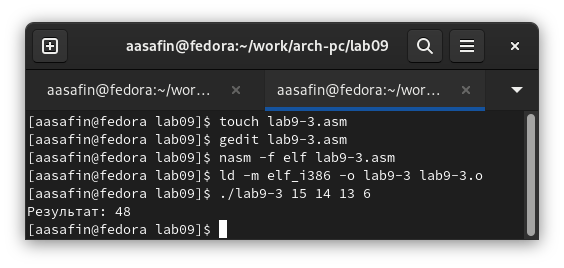 aasafin@fedora:~/work/arch-pc/lab09
aasafin@fedora:~/wor... aasafin@fedora:~/wor...
[aasafin@fedora lab09]$ touch lab9-3.asm
[aasafin@fedora lab09]$ gedit lab9-3.asm
[aasafin@fedora lab09]$ nasm -f elf lab9-3.asm
[aasafin@fedora lab09]$ ld -m elf_i386 -o lab9-3 lab9-3.o
[aasafin@fedora lab09]$ ./lab9-3 15 14 13 6
Результат: 48
[aasafin@fedora lab09]$